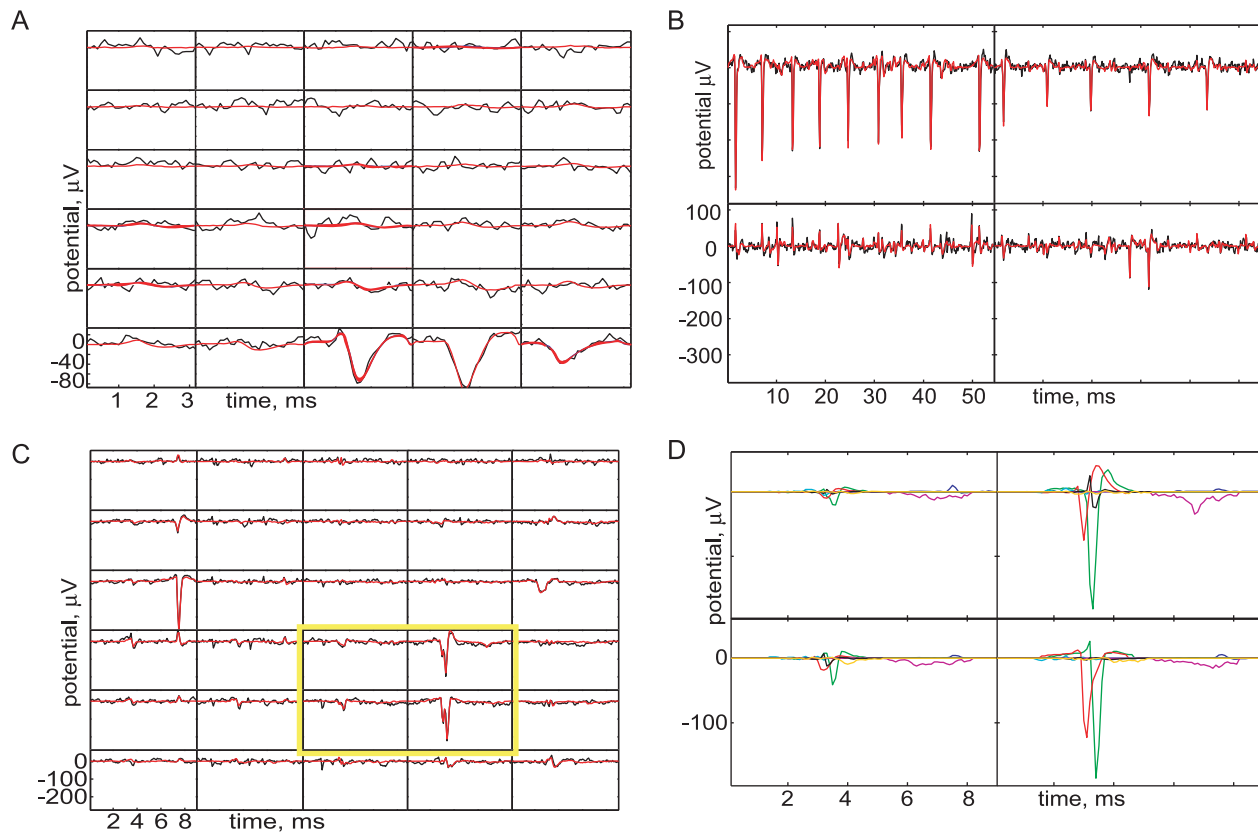 A
potential, µV
0
-40
-80
1 2 3 time, ms
B
potential µV
100
0
-100
-200
-300
10 20 30 40 50 time, ms
C
potential, µV
0
-100
-200
2 4 6 8 time, ms
D
potential, µV
0
-100
2 4 6 8 time, ms